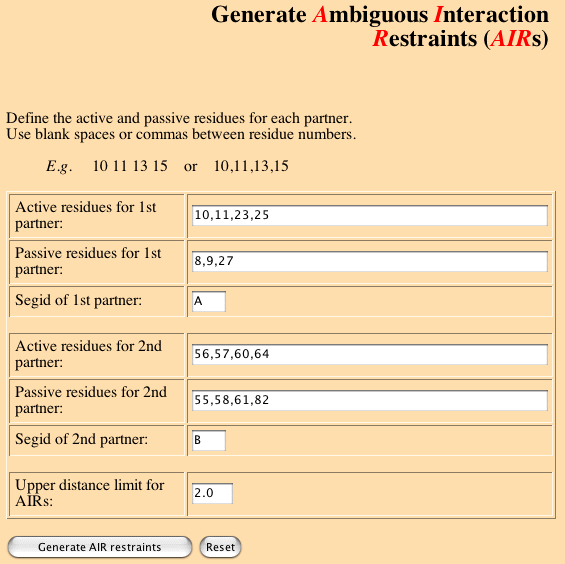 Generate Ambiguous Interaction
Restraints (AIRs)
Define the active and passive residues for each partner.
Use blank spaces or commas between residue numbers.
E.g. 10 11 13 15 or 10,11,13,15
Active residues for 1st
partner:
10,11,23,25
Passive residues for 1st
partner:
8,9,27
Segid of 1st partner:
A
Active residues for 2nd
partner:
56,57,60,64
Passive residues for 2nd
partner:
55,58,61,82
Segid of 2nd partner:
B
Upper distance limit for
AIRs:
2.0
Generate AIR restraints
Reset